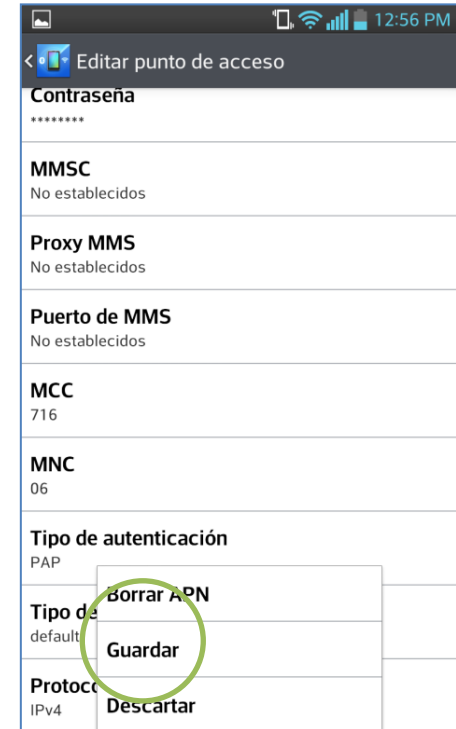 12:56 PM
Editar punto de acceso
Contraseña
********
MMSC
No establecidos
Proxy MMS
No establecidos
Puerto de MMS
No establecidos
MCC
716
MNC
06
Tipo de autenticación
PAP
Borrar APN
Tipo de
default
Guardar
Protoco
IPv4
Descartar